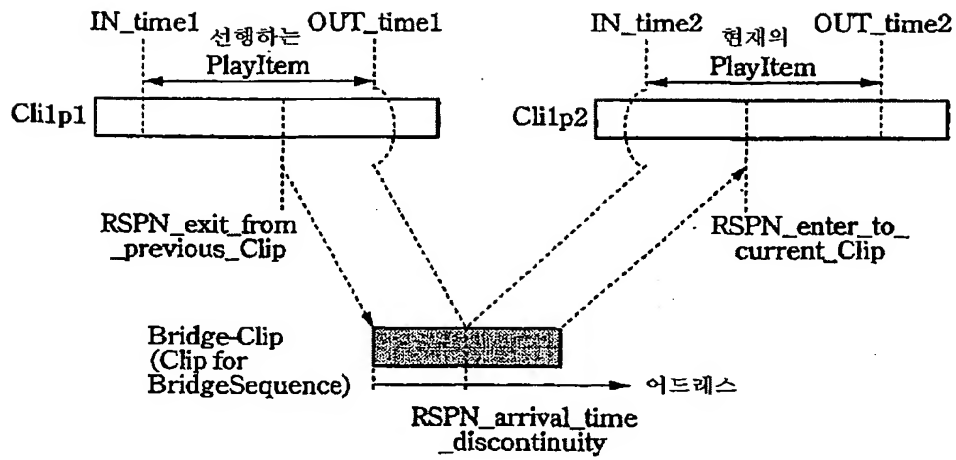 IN_time1
선행하는
OUT_time1
PlayItem
IN_time2
현재의
OUT_time2
PlayItem
Cli1p1
Cli1p2
RSPN_exit_from
_previous_Clip
RSPN_enter_to_
current_Clip
Bridge-Clip
(Clip for
BridgeSequence)
어드레스
RSPN_arrival_time
_discontinuity